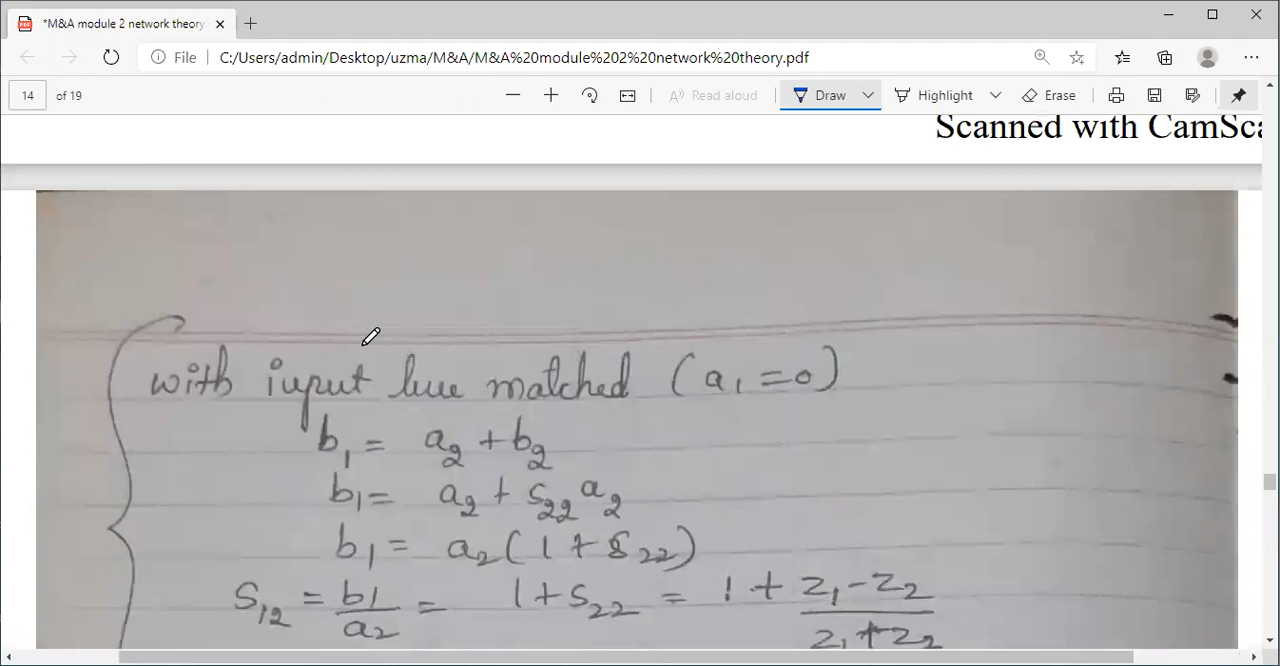 *M&A module 2 network theory
File C:/Users/admin/Desktop/uzma/M&A/M&A%20module%202%20network%20theory.pdf
14 of 19 Read aloud Draw Highlight Erase
Scanned with CamSca
with input line matched (a₁=0)
b₁= a₂+b₂
b₁= a₂+ S₂₂a₂
b₁= a₂(1+S₂₂)
S₁₂ = b1/a2 = 1+S₂₂ = 1+ (z₁-z₂)/(z₁+z₂)